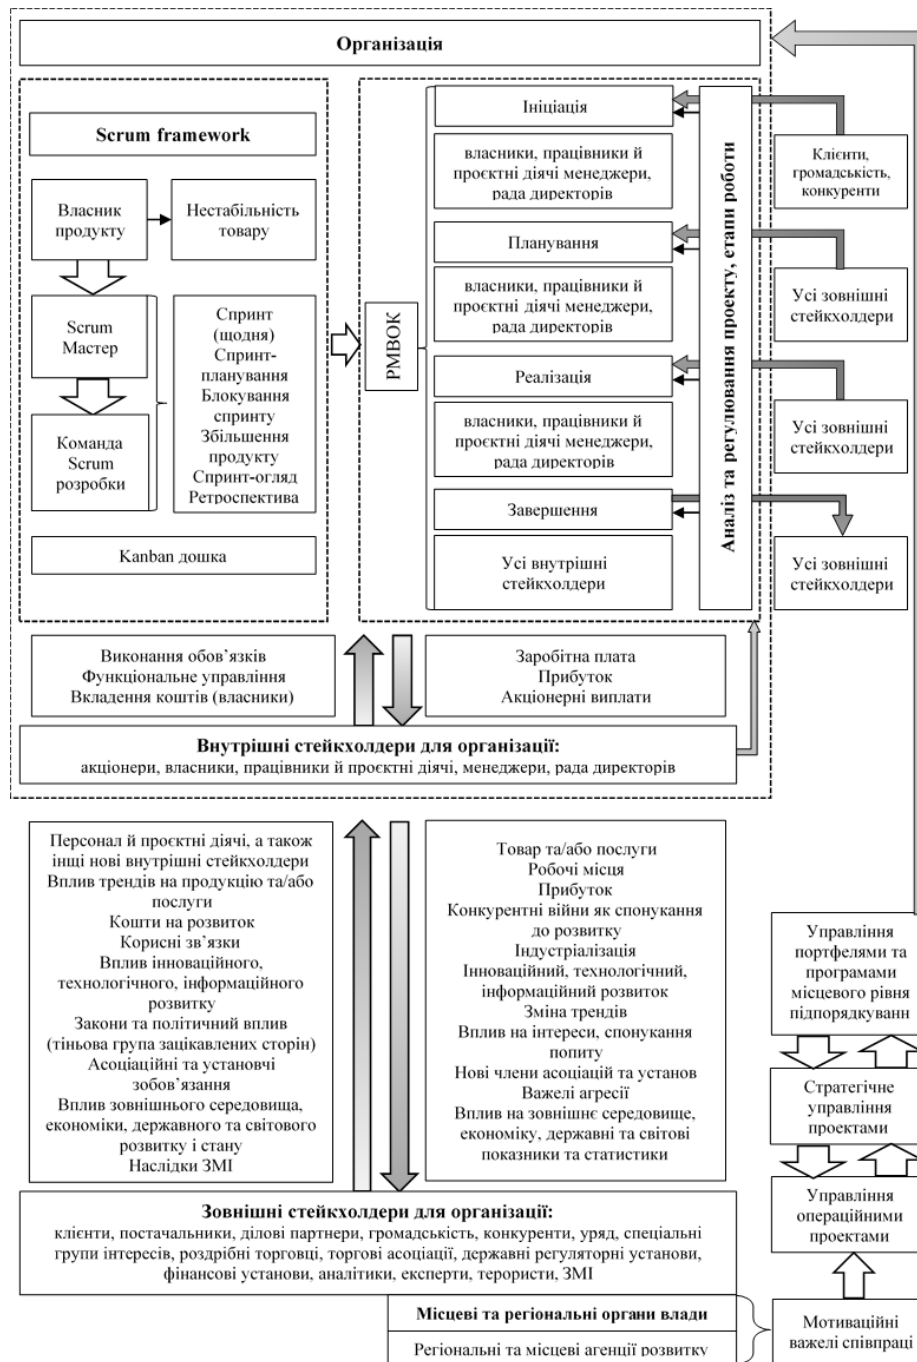 Організація
Scrum framework
Власник
продукту
Нестабільність
товару
Scrum
Мастер
Команда
Scrum
розробки
Спринт
(щодня)
Спринт-
планування
Блокування
спринту
Збільшення
продукту
Спринт-огляд
Ретроспектива
Kanban дошка
PMBOK
Ініціація
власники, працівники й
проєктні діячі менеджери,
рада директорів
Планування
власники, працівники й
проєктні діячі менеджери,
рада директорів
Реалізація
власники, працівники й
проєктні діячі менеджери,
рада директорів
Завершення
Усі внутрішні
стейкхолдери
Аналіз та регулювання проекту, етапи роботи
Клієнти,
громадськість,
конкуренти
Усі зовнішні
стейкхолдери
Усі зовнішні
стейкхолдери
Усі зовнішні
стейкхолдери
Виконання обов’язків
Функціональне управління
Вкладення коштів (власники)
Заробітна плата
Прибуток
Акціонерні виплати
Внутрішні стейкхолдери для організації:
акціонери, власники, працівники й проєктні діячі, менеджери, рада директорів
Персонал й проєктні діячі, а також
інщі нові внутрішні стейкхолдери
Вплив трендів на продукцію та/або
послуги
Кошти на розвиток
Корисні зв’язки
Вплив інноваційного,
технологічного, інформаційного
розвитку
Закони та політичний вплив
(тіньова група зацікавлених сторін)
Асоціаційні та установчі
зобов’язання
Вплив зовнішнього середовища,
економіки, державного та світового
розвитку і стану
Наслідки ЗМІ
Товар та/або послуги
Робочі місця
Прибуток
Конкурентні війни як спонукання
до розвитку
Індустріалізація
Інноваційний, технологічний,
інформаційний розвиток
Зміна трендів
Вплив на інтереси, спонукання
попиту
Нові члени асоціацій та установ
Важелі агресії
Вплив на зовнішнє середовище,
економіку, державні та світові
показники та статистики
Управління
портфелями та
програмами
місцевого рівня
підпорядкуванн
Стратегічне
управління
проектами
Управління
операційними
проектами
Зовнішні стейкхолдери для організації:
клієнти, постачальники, ділові партнери, громадськість, конкуренти, уряд, спеціальні
групи інтересів, роздрібні торговці, торгові асоціації, державні регуляторні установи,
фінансові установи, аналітики, експерти, терористи, ЗМІ
Місцеві та регіональні органи влади
Регіональні та місцеві агенції розвитку
Мотиваційні
важелі співпраці